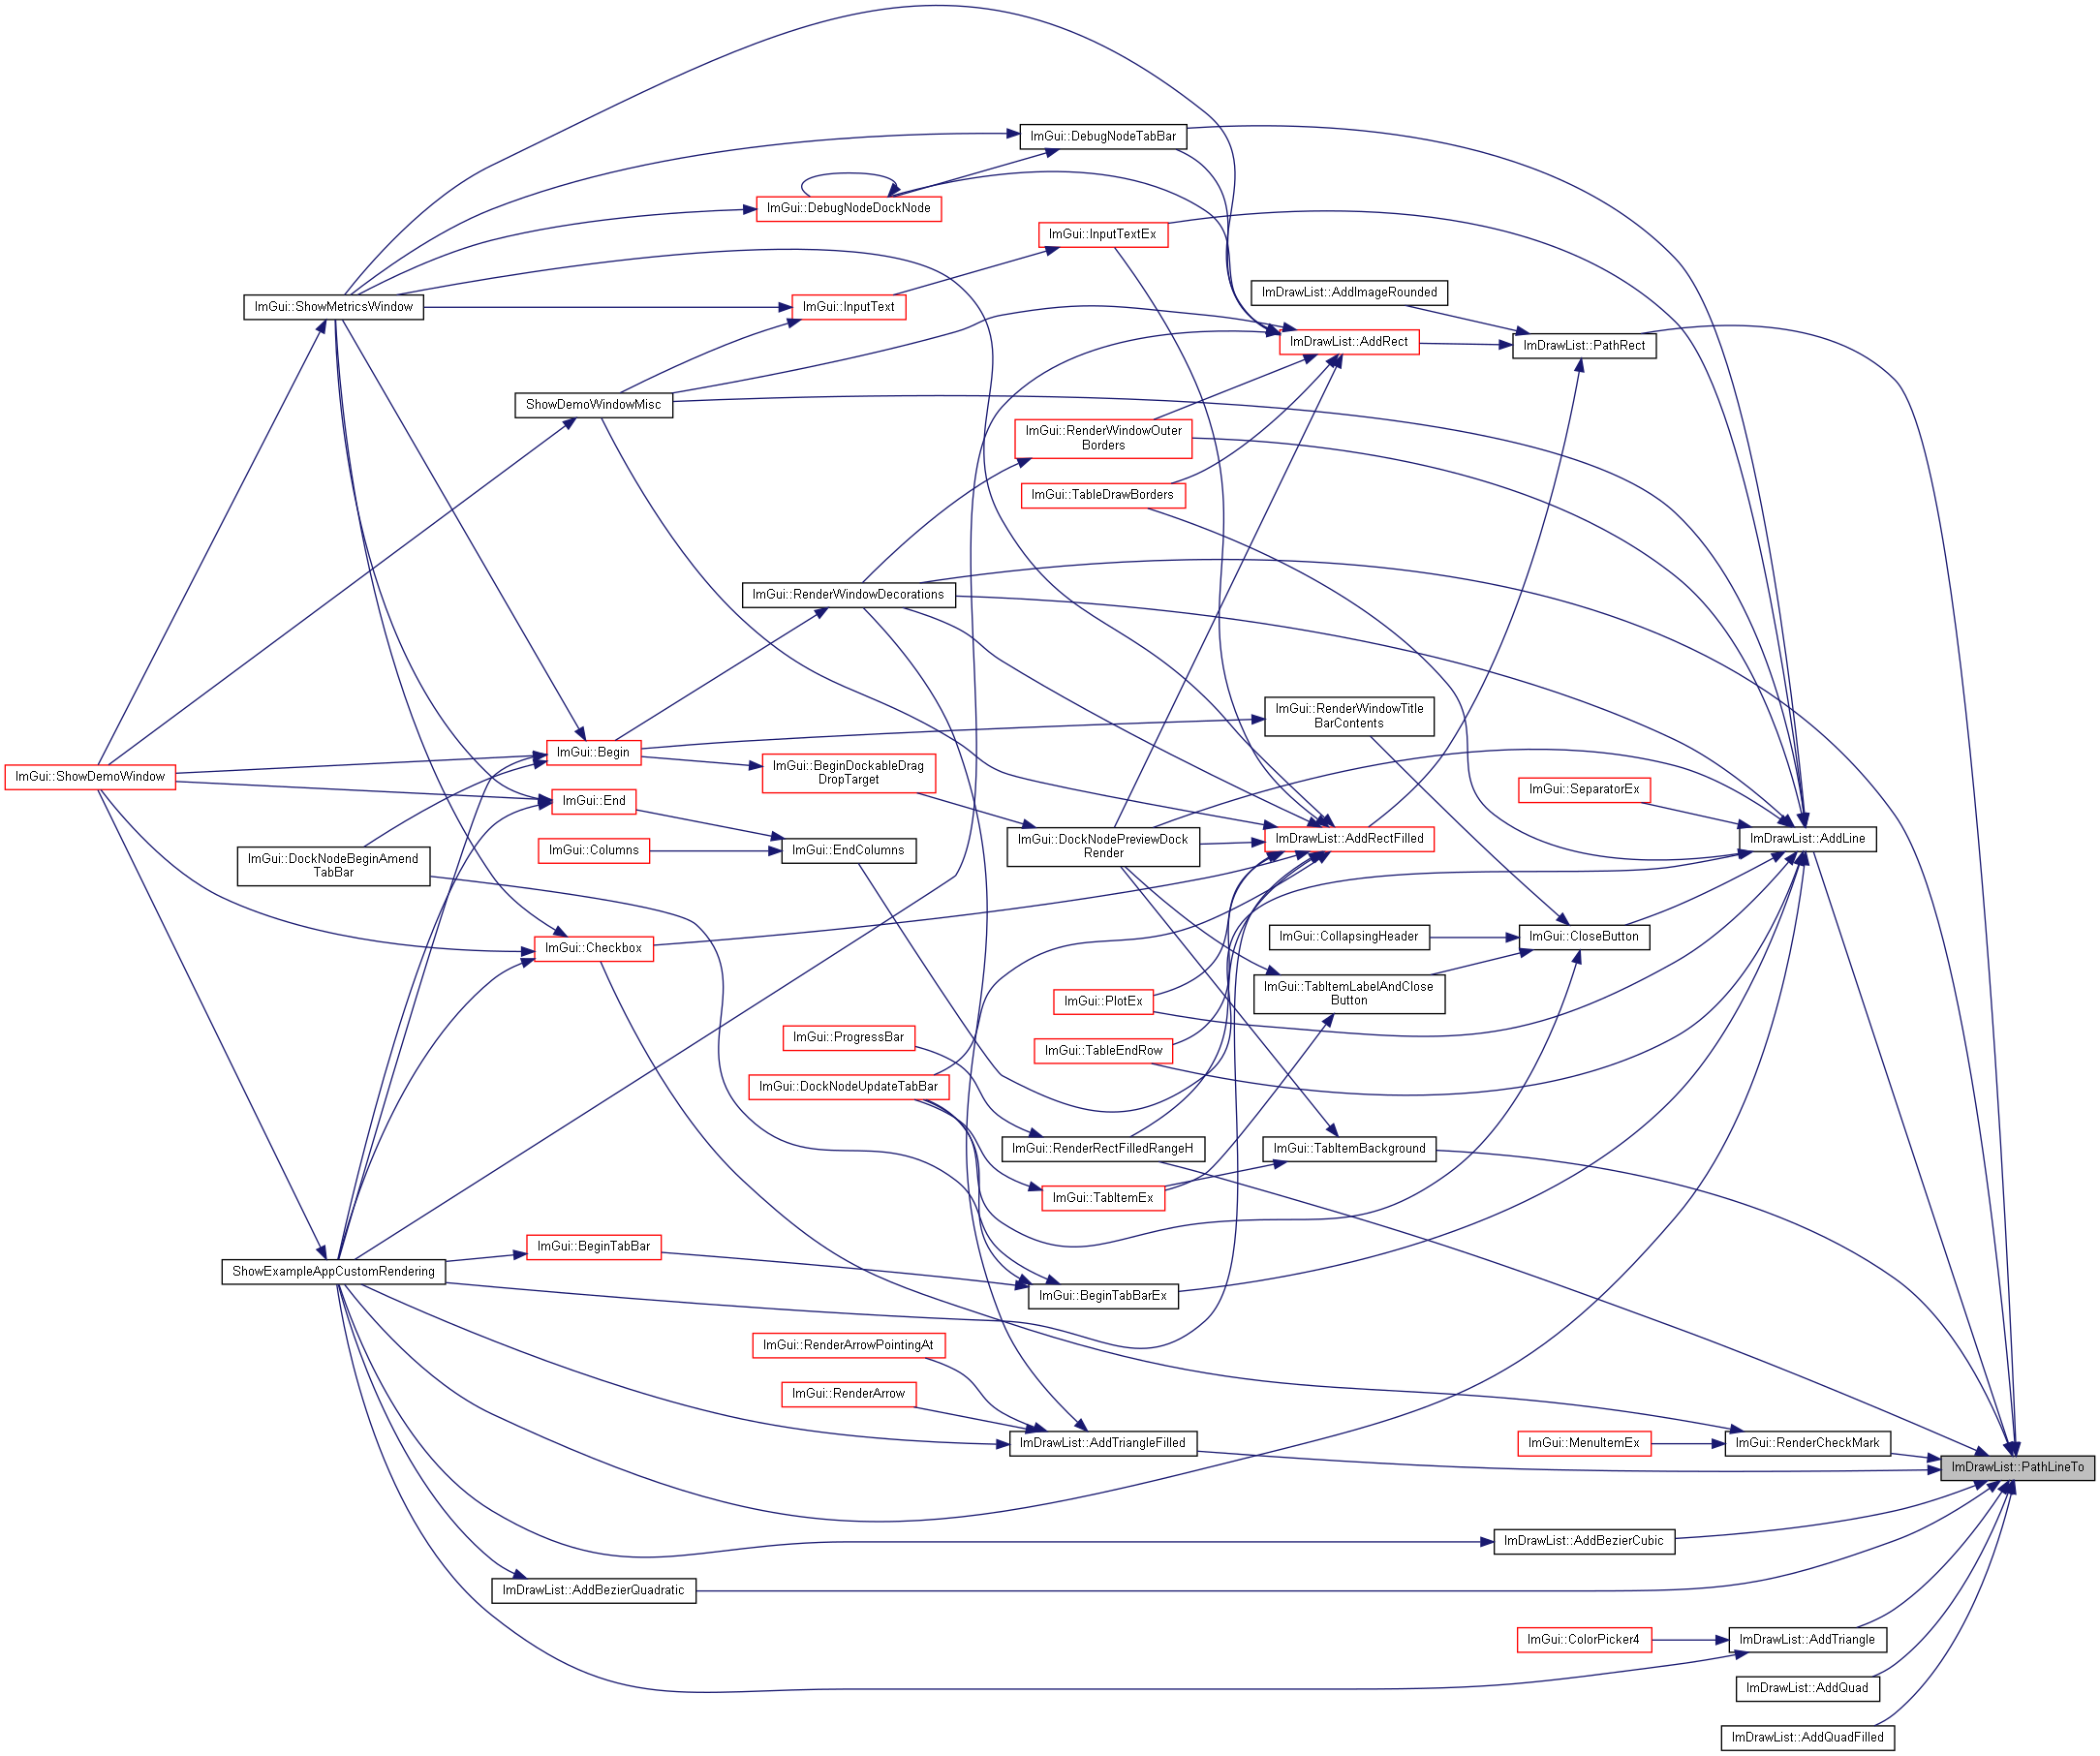 ImGui::DebugNodeTabBar
ImGui::DebugNodeDockNode
ImGui::InputTextEx
ImDrawList::AddImageRounded
ImGui::ShowMetricsWindow
ImGui::InputText
ImDrawList::AddRect
ImDrawList::PathRect
ShowDemoWindowMisc
ImGui::RenderWindowOuter
Borders
ImGui::TableDrawBorders
ImGui::RenderWindowDecorations
ImGui::RenderWindowTitle
BarContents
ImGui::Begin
ImGui::ShowDemoWindow
ImGui::BeginDockableDrag
DropTarget
ImGui::SeparatorEx
ImGui::End
ImGui::DockNodePreviewDock
Render
ImDrawList::AddRectFilled
ImDrawList::AddLine
ImGui::Columns
ImGui::EndColumns
ImGui::DockNodeBeginAmend
TabBar
ImGui::Checkbox
ImGui::CollapsingHeader
ImGui::CloseButton
ImGui::PlotEx
ImGui::TabItemLabelAndClose
Button
ImGui::ProgressBar
ImGui::TableEndRow
ImGui::DockNodeUpdateTabBar
ImGui::RenderRectFilledRangeH
ImGui::TabItemBackground
ImGui::TabItemEx
ImGui::BeginTabBar
ShowExampleAppCustomRendering
ImGui::BeginTabBarEx
ImGui::RenderArrowPointingAt
ImGui::RenderArrow
ImDrawList::AddTriangleFilled
ImGui::MenuItemEx
ImGui::RenderCheckMark
ImDrawList::PathLineTo
ImDrawList::AddBezierCubic
ImDrawList::AddBezierQuadratic
ImGui::ColorPicker4
ImDrawList::AddTriangle
ImDrawList::AddQuad
ImDrawList::AddQuadFilled